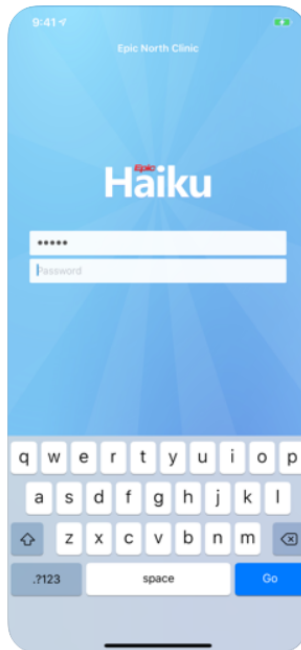 9:41
Epic North Clinic
Epic
Haiku
•••••
Password
q w e r t y u i o p
a s d f g h j k l
z x c v b n m
.?123 space Go